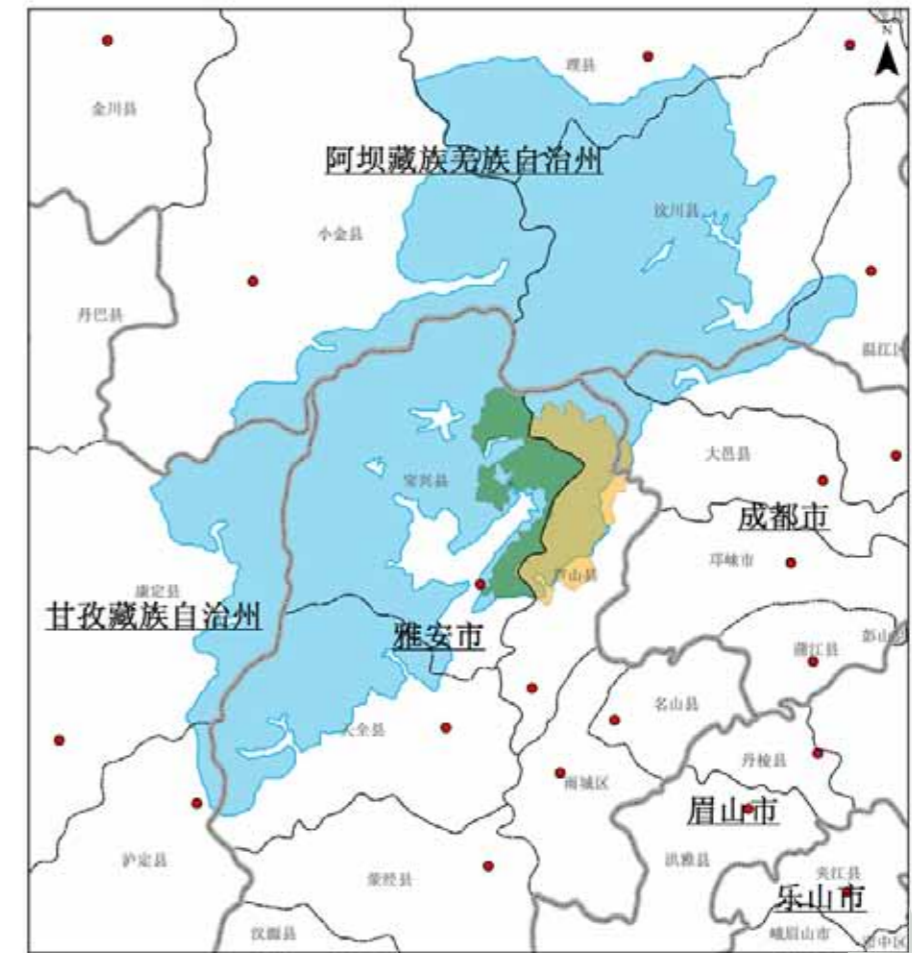 N
理县
金川县
阿坝藏族羌族自治州
汶川县
小金县
丹巴县
温江区
大邑县
宝兴县
成都市
邛崃市
芦山县
康定县
甘孜藏族自治州
雅安市
彭山
蒲江县
名山县
天全县
丹棱县
雨城区
眉山市
泸定县
洪雅县
荥经县
夹江县
乐山市
汉源县
峨眉山市
市中区